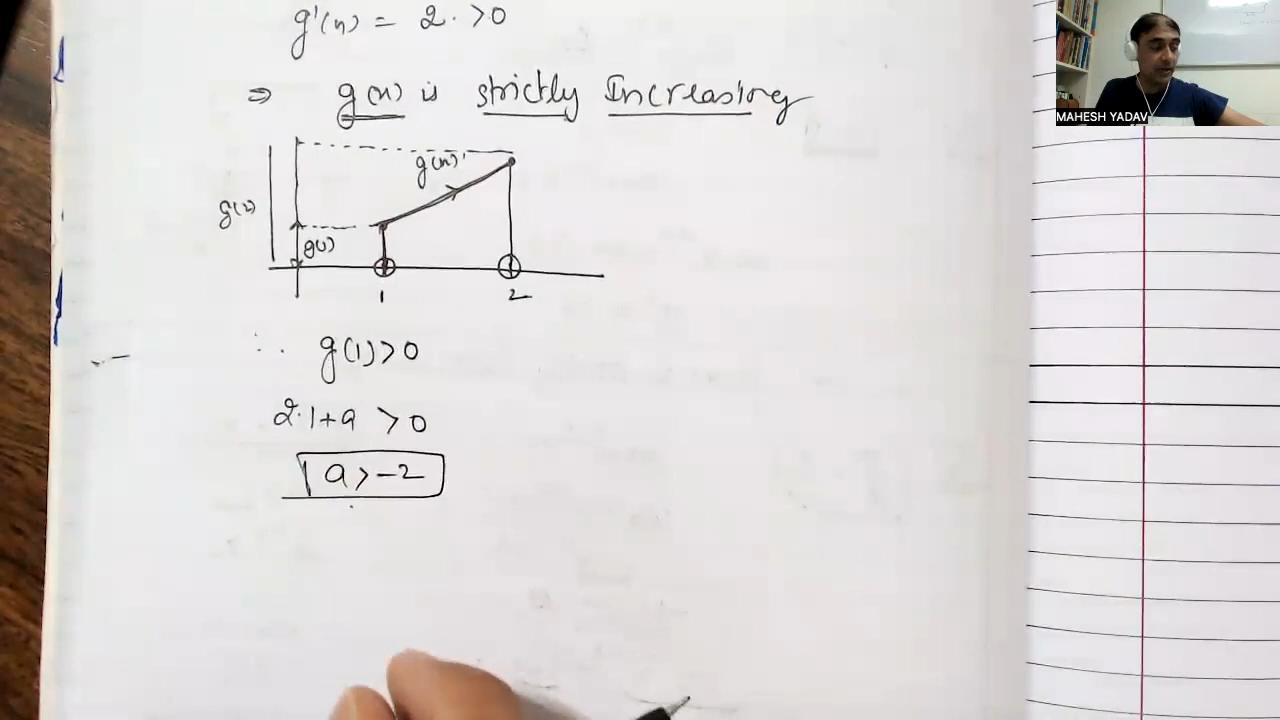 g'(x) = 2. >0
⇒ g(x) is strictly Increasing
g(x)
g(2)
g(1)
1 2
∴ g(1) > 0
2.1+a > 0
a > -2
MAHESH YADAV